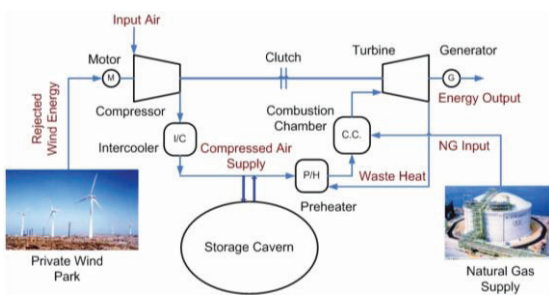 Input Air
Motor
M
Compressor
Clutch
Turbine
Generator
G
Energy Output
Rejected
Wind Energy
Combustion
Chamber
C.C.
I/C
Intercooler
Compressed Air
Supply
NG Input
P/H
Waste Heat
Preheater
Storage Cavern
Private Wind
Park
Natural Gas
Supply